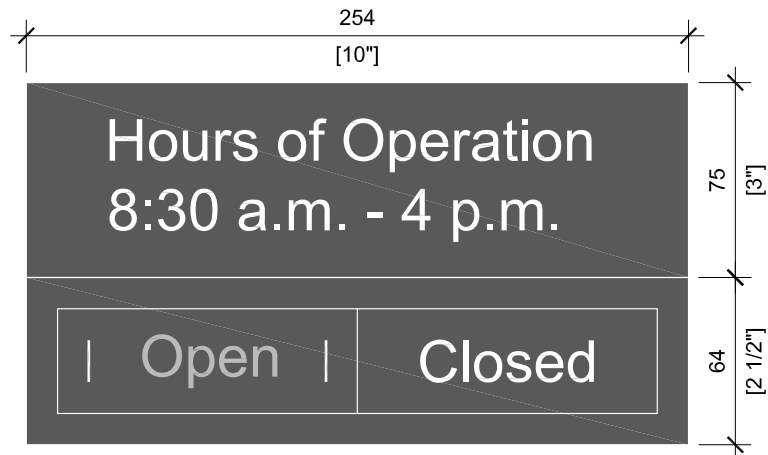 254
[10"]
Hours of Operation
8:30 a.m. - 4 p.m.
75
[3"]
Open
Closed
64
[2 1/2"]